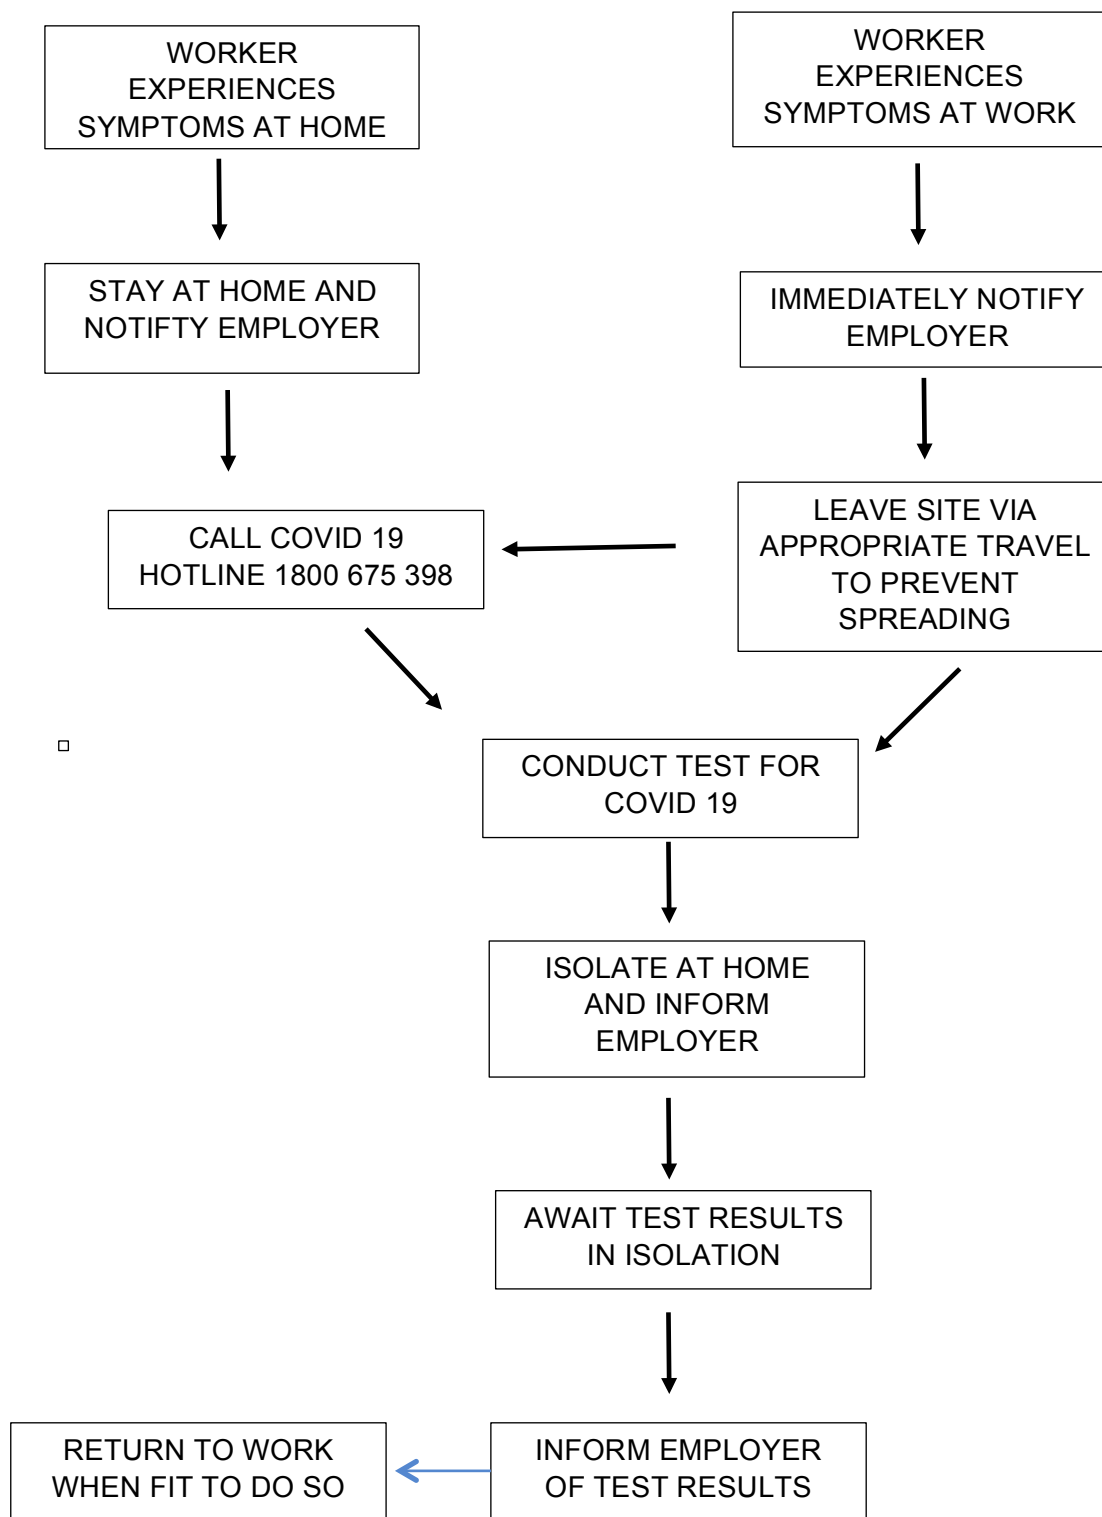 WORKER
EXPERIENCES
SYMPTOMS AT HOME
WORKER
EXPERIENCES
SYMPTOMS AT WORK
STAY AT HOME AND
NOTIFTY EMPLOYER
IMMEDIATELY NOTIFY
EMPLOYER
CALL COVID 19
HOTLINE 1800 675 398
LEAVE SITE VIA
APPROPRIATE TRAVEL
TO PREVENT
SPREADING
CONDUCT TEST FOR
COVID 19
ISOLATE AT HOME
AND INFORM
EMPLOYER
AWAIT TEST RESULTS
IN ISOLATION
RETURN TO WORK
WHEN FIT TO DO SO
INFORM EMPLOYER
OF TEST RESULTS